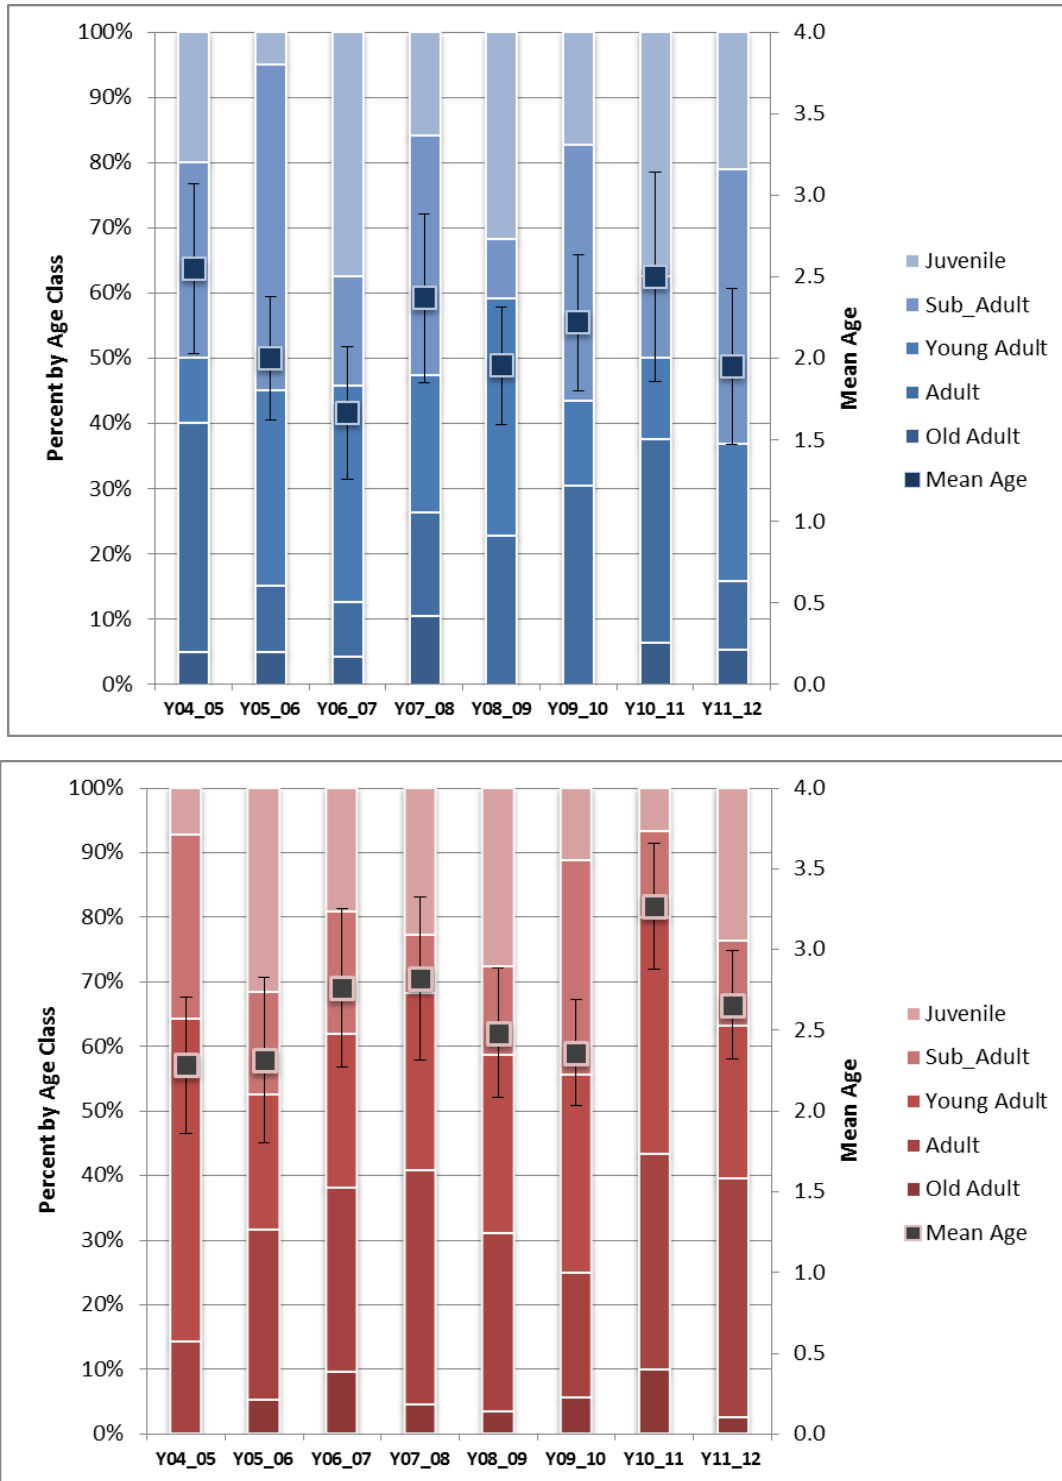 100%
90%
80%
70%
60%
50%
40%
30%
20%
10%
0%
Percent by Age Class
4.0
3.5
3.0
2.5
2.0
1.5
1.0
0.5
0.0
Mean Age
Y04_05 Y05_06 Y06_07 Y07_08 Y08_09 Y09_10 Y10_11 Y11_12
Juvenile
Sub_Adult
Young Adult
Adult
Old Adult
Mean Age
100%
90%
80%
70%
60%
50%
40%
30%
20%
10%
0%
Percent by Age Class
4.0
3.5
3.0
2.5
2.0
1.5
1.0
0.5
0.0
Mean Age
Y04_05 Y05_06 Y06_07 Y07_08 Y08_09 Y09_10 Y10_11 Y11_12
Juvenile
Sub_Adult
Young Adult
Adult
Old Adult
Mean Age